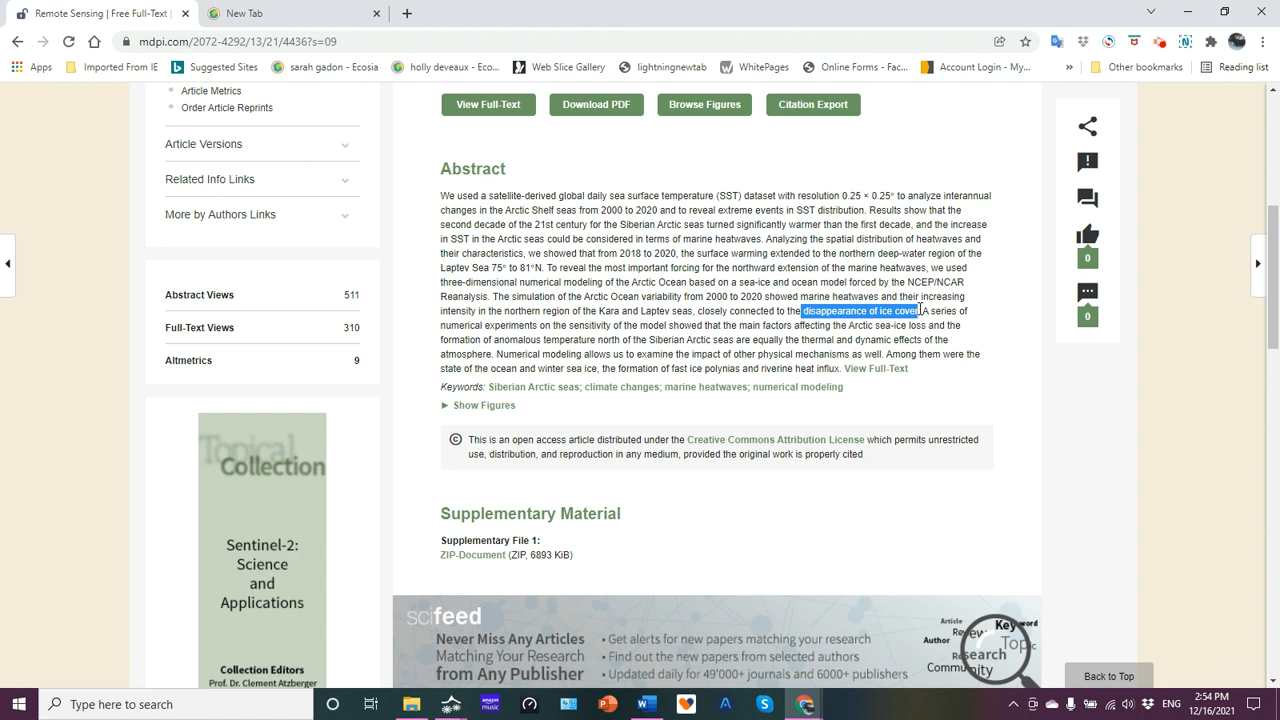 Remote Sensing | Free Full-Text |
New Tab
mdpi.com/2072-4292/13/21/4436?s=09
Apps
Imported From IE
Suggested Sites
sarah gadon - Ecosia
holly deveaux - Eco...
Web Slice Gallery
lightningnewtab
WhitePages
Online Forms - Fac...
Account Login - My...
»
Other bookmarks
Reading list
Article Metrics
Order Article Reprints
Article Versions
Related Info Links
More by Authors Links
Abstract Views 511
Full-Text Views 310
Altmetrics 9
Topical
Collection
Sentinel-2:
Science
and
Applications
Collection Editors
Prof. Dr. Clement Atzberger
View Full-Text
Download PDF
Browse Figures
Citation Export
Abstract
We used a satellite-derived global daily sea surface temperature (SST) dataset with resolution 0.25 × 0.25° to analyze interannual
changes in the Arctic Shelf seas from 2000 to 2020 and to reveal extreme events in SST distribution. Results show that the
second decade of the 21st century for the Siberian Arctic seas turned significantly warmer than the first decade, and the increase
in SST in the Arctic seas could be considered in terms of marine heatwaves. Analyzing the spatial distribution of heatwaves and
their characteristics, we showed that from 2018 to 2020, the surface warming extended to the northern deep-water region of the
Laptev Sea 75° to 81°N. To reveal the most important forcing for the northward extension of the marine heatwaves, we used
three-dimensional numerical modeling of the Arctic Ocean based on a sea-ice and ocean model forced by the NCEP/NCAR
Reanalysis. The simulation of the Arctic Ocean variability from 2000 to 2020 showed marine heatwaves and their increasing
intensity in the northern region of the Kara and Laptev seas, closely connected to the disappearance of ice cover. A series of
numerical experiments on the sensitivity of the model showed that the main factors affecting the Arctic sea-ice loss and the
formation of anomalous temperature north of the Siberian Arctic seas are equally the thermal and dynamic effects of the
atmosphere. Numerical modeling allows us to examine the impact of other physical mechanisms as well. Among them were the
state of the ocean and winter sea ice, the formation of fast ice polynias and riverine heat influx. View Full-Text
Keywords: Siberian Arctic seas; climate changes; marine heatwaves; numerical modeling
► Show Figures
© This is an open access article distributed under the Creative Commons Attribution License which permits unrestricted
use, distribution, and reproduction in any medium, provided the original work is properly cited
Supplementary Material
Supplementary File 1:
ZIP-Document (ZIP, 6893 KiB)
scifeed
Never Miss Any Articles
Matching Your Research
from Any Publisher
• Get alerts for new papers matching your research
• Find out the new papers from selected authors
• Updated daily for 49'000+ journals and 6000+ publishers
Article
Key word
Author
Topic
Research
Community
0
0
Back to Top
Type here to search
amazon
music
ENG
2:54 PM
12/16/2021